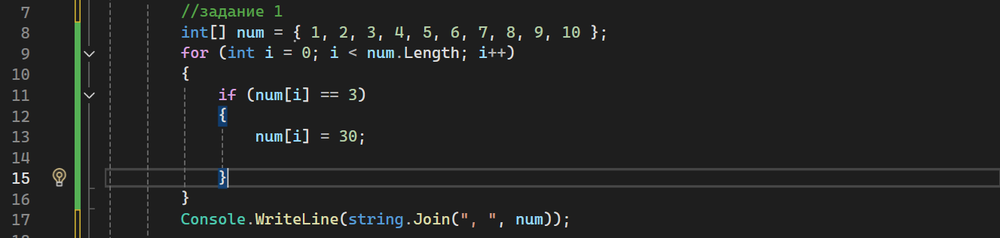 7 //задание 1
8 int[] num = { 1, 2, 3, 4, 5, 6, 7, 8, 9, 10 };
9 for (int i = 0; i < num.Length; i++)
10 {
11 if (num[i] == 3)
12 {
13 num[i] = 30;
14
15 }
16 }
17 Console.WriteLine(string.Join(", ", num));